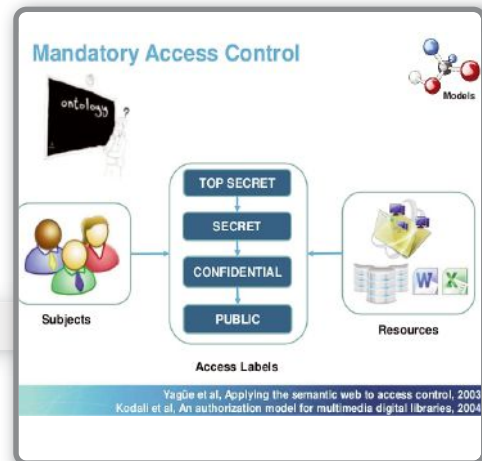 Mandatory Access Control
ontology
Models
TOP SECRET
SECRET
CONFIDENTIAL
PUBLIC
Subjects
Resources
Access Labels
Yagüe et al, Applying the semantic web to access control, 2003
Kodali et al, An authorization model for multimedia digital libraries, 2004